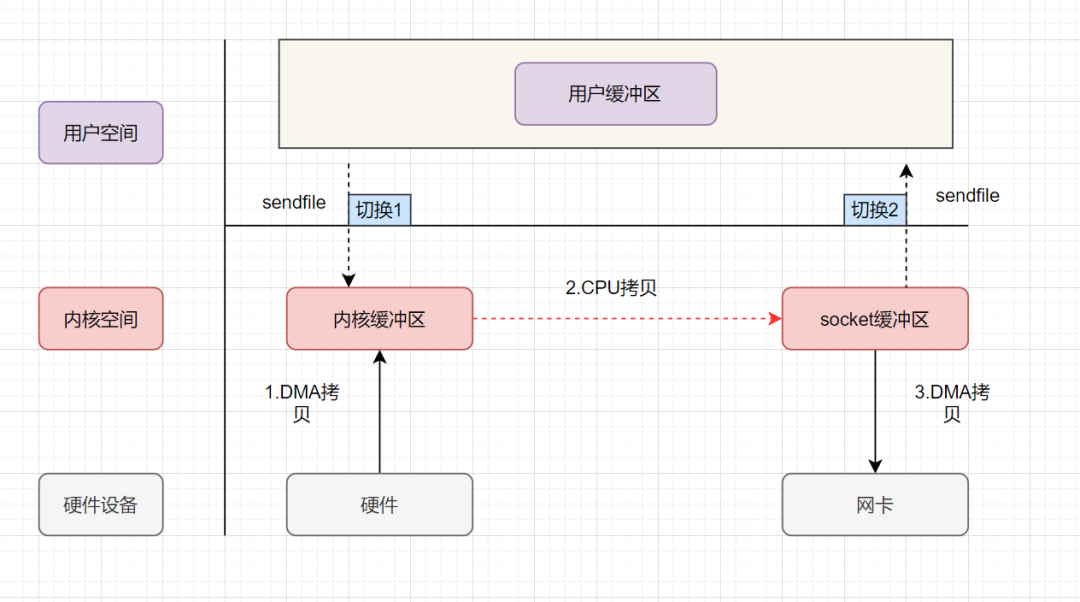 用户缓冲区
用户空间
sendfile
切换1
切换2
sendfile
2.CPU拷贝
内核空间
内核缓冲区
socket缓冲区
1.DMA拷
贝
3.DMA拷
贝
硬件设备
硬件
网卡